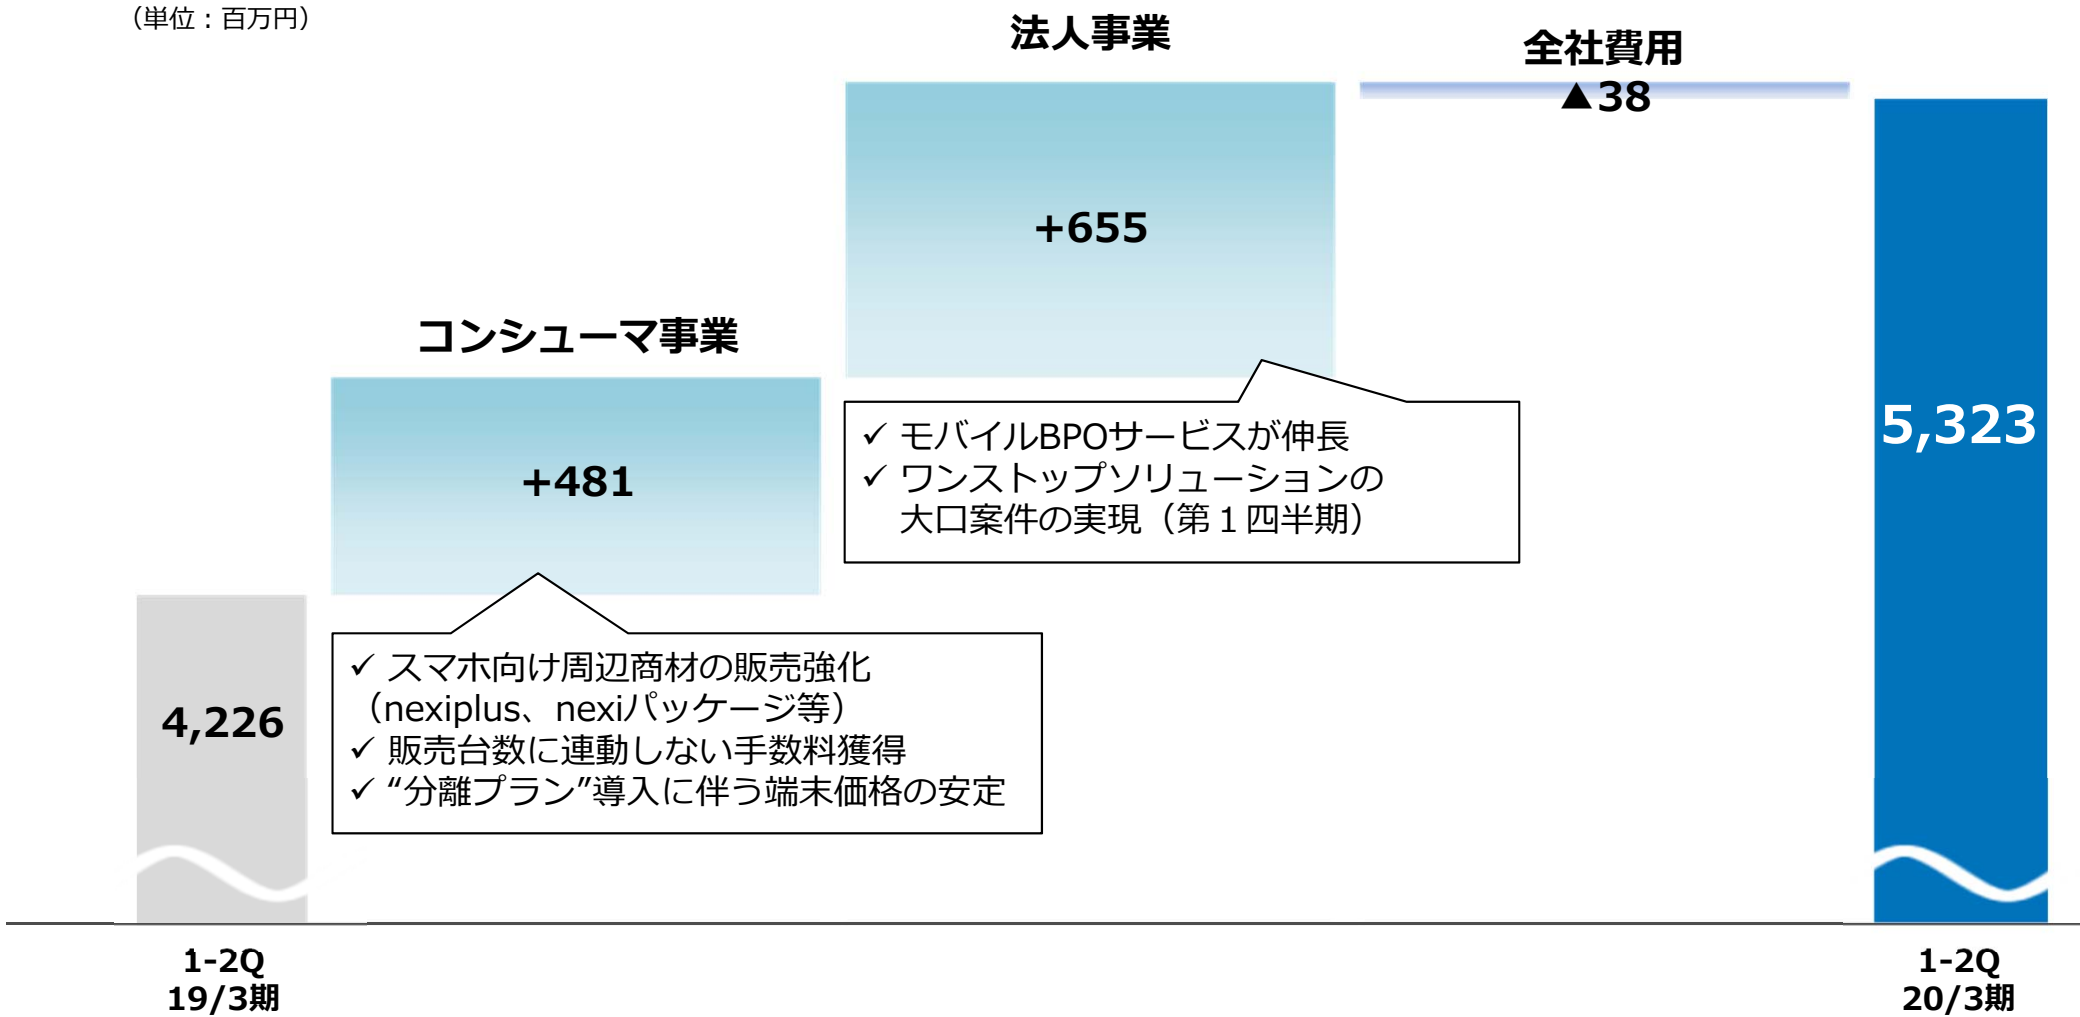 （単位：百万円）
法人事業
全社費用
▲38
+655
コンシューマ事業
+481
✓ モバイルBPOサービスが伸長
✓ ワンストップソリューションの
大口案件の実現（第１四半期）
5,323
4,226
✓ スマホ向け周辺商材の販売強化
（nexiplus、nexiパッケージ等）
✓ 販売台数に連動しない手数料獲得
✓ “分離プラン”導入に伴う端末価格の安定
1-2Q
19/3期
1-2Q
20/3期